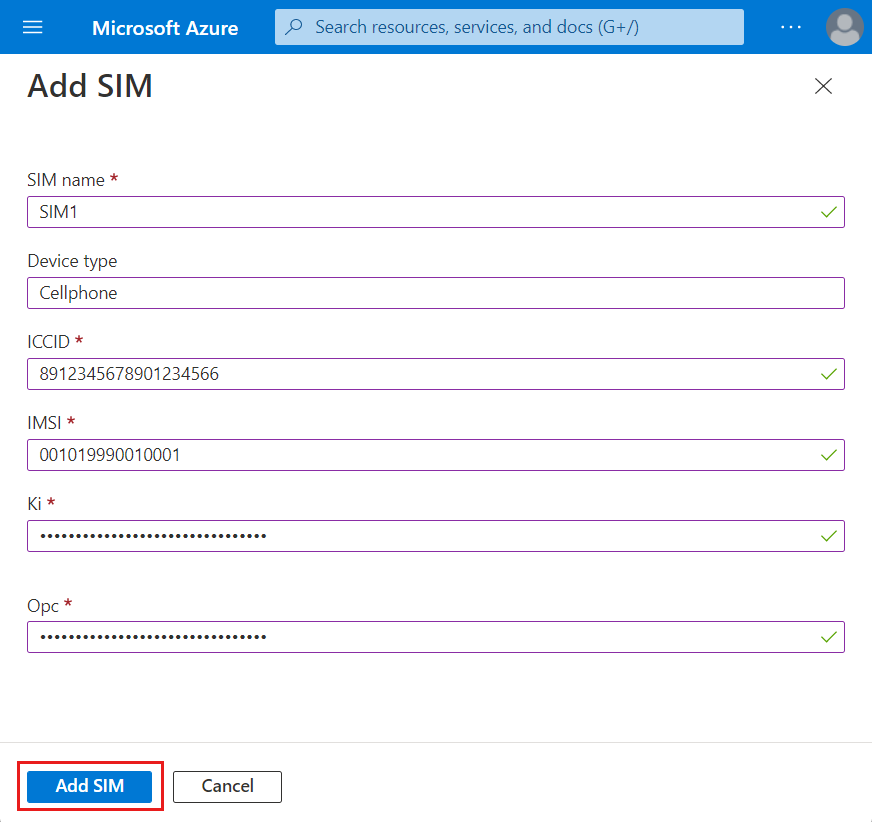 Microsoft Azure
Search resources, services, and docs (G+/)
Add SIM
SIM name *
SIM1
Device type
Cellphone
ICCID *
8912345678901234566
IMSI *
001019990010001
Ki *
••••••••••••••••••••••••••••••••
Opc *
••••••••••••••••••••••••••••••••
Add SIM
Cancel